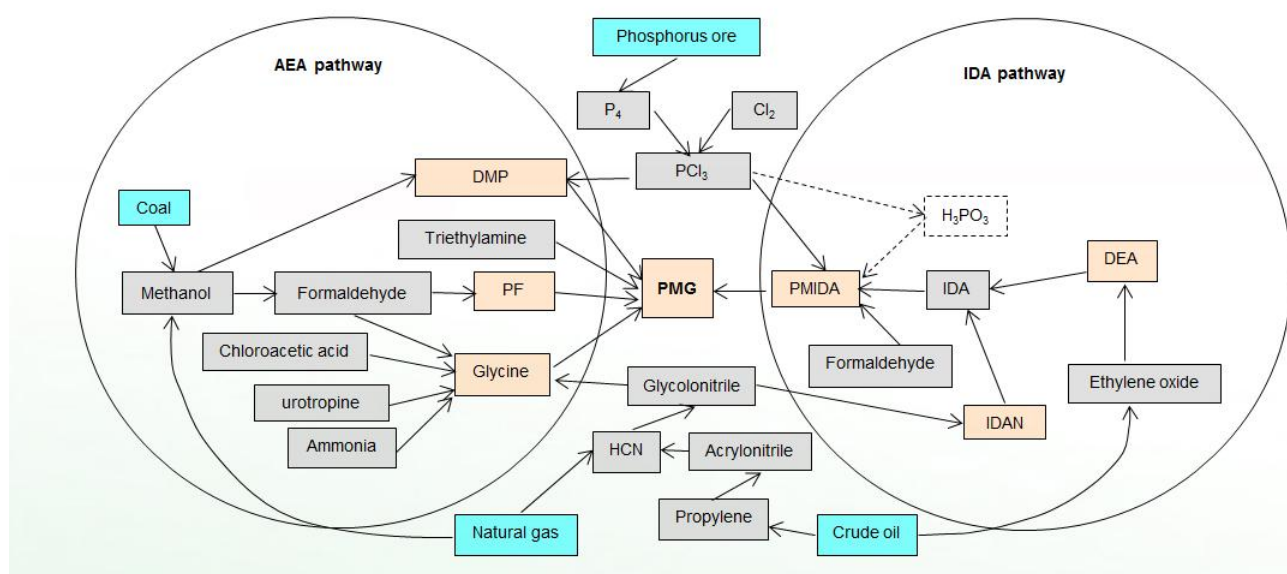 Phosphorus ore
AEA pathway
IDA pathway
P₄
Cl₂
DMP
PCl₃
Coal
H₃PO₃
Triethylamine
DEA
Methanol
Formaldehyde
PF
PMG
PMIDA
IDA
Chloroacetic acid
Glycine
Formaldehyde
Glycolonitrile
Ethylene oxide
urotropine
IDAN
Ammonia
HCN
Acrylonitrile
Propylene
Natural gas
Crude oil